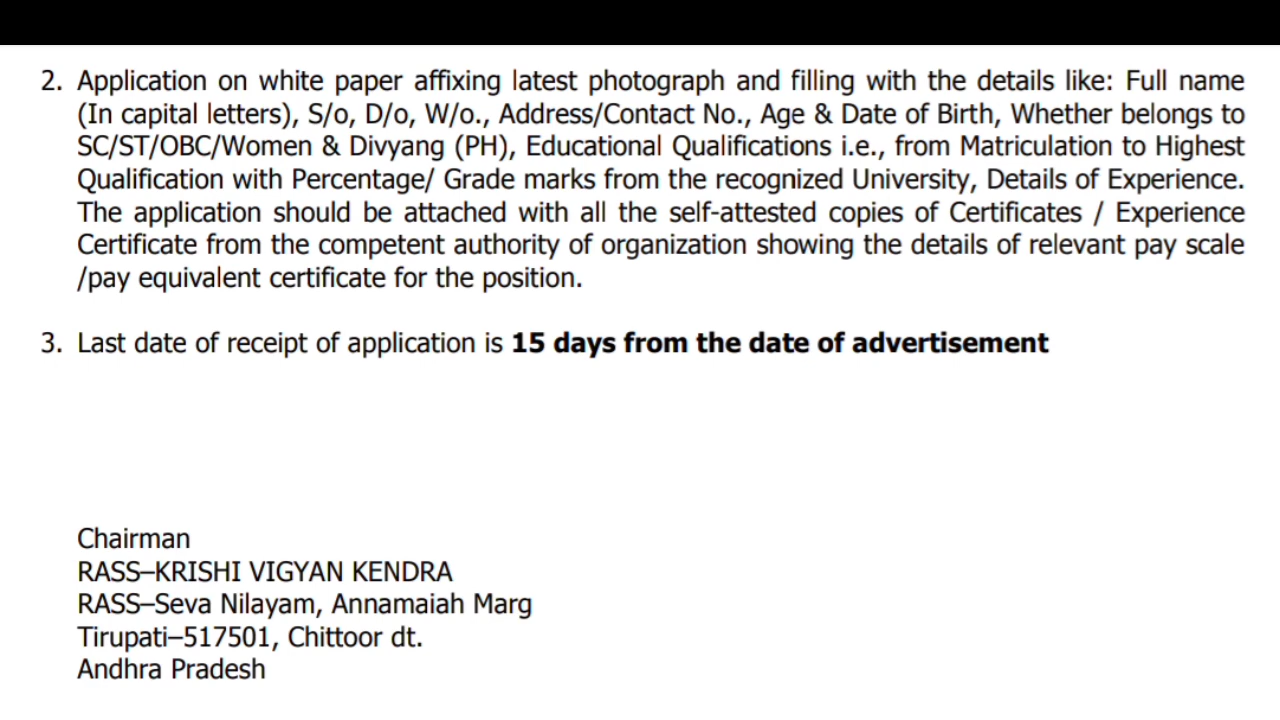 2. Application on white paper affixing latest photograph and filling with the details like: Full name
(In capital letters), S/o, D/o, W/o., Address/Contact No., Age & Date of Birth, Whether belongs to
SC/ST/OBC/Women & Divyang (PH), Educational Qualifications i.e., from Matriculation to Highest
Qualification with Percentage/ Grade marks from the recognized University, Details of Experience.
The application should be attached with all the self-attested copies of Certificates / Experience
Certificate from the competent authority of organization showing the details of relevant pay scale
/pay equivalent certificate for the position.
3. Last date of receipt of application is 15 days from the date of advertisement
Chairman
RASS–KRISHI VIGYAN KENDRA
RASS–Seva Nilayam, Annamaiah Marg
Tirupati–517501, Chittoor dt.
Andhra Pradesh